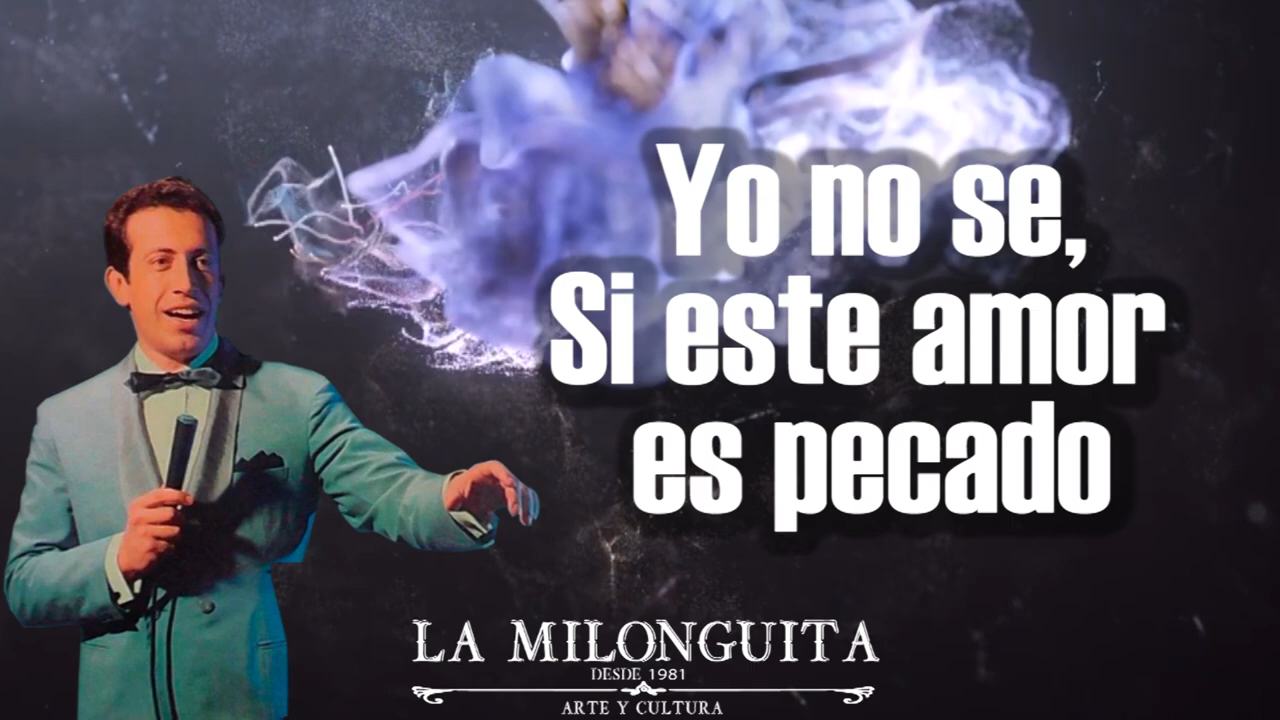 Yo no se,
Si este amor
es pecado
LA MILONGUITA
DESDE 1981
ARTE Y CULTURA